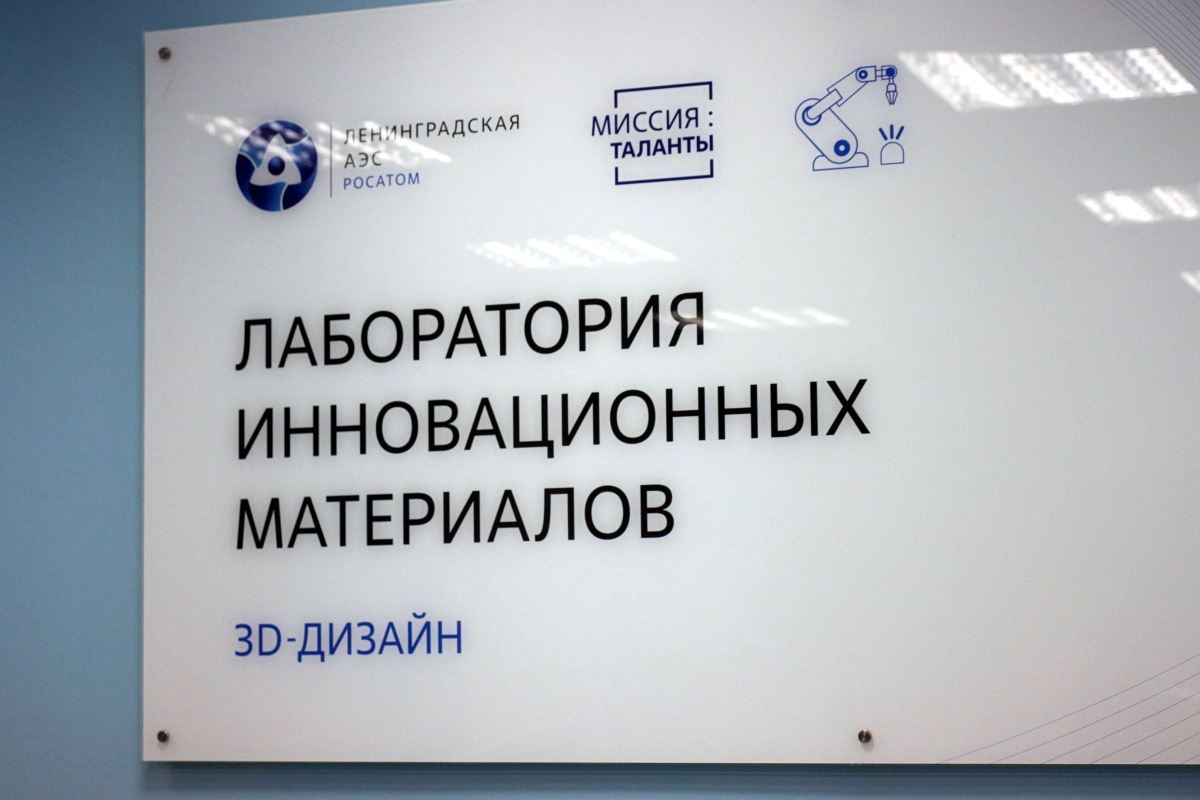 ЛЕНИНГРАДСКАЯ
АЭС
РОСАТОМ
МИССИЯ :
ТАЛАНТЫ
ЛАБОРАТОРИЯ
ИННОВАЦИОННЫХ
МАТЕРИАЛОВ
3D-ДИЗАЙН